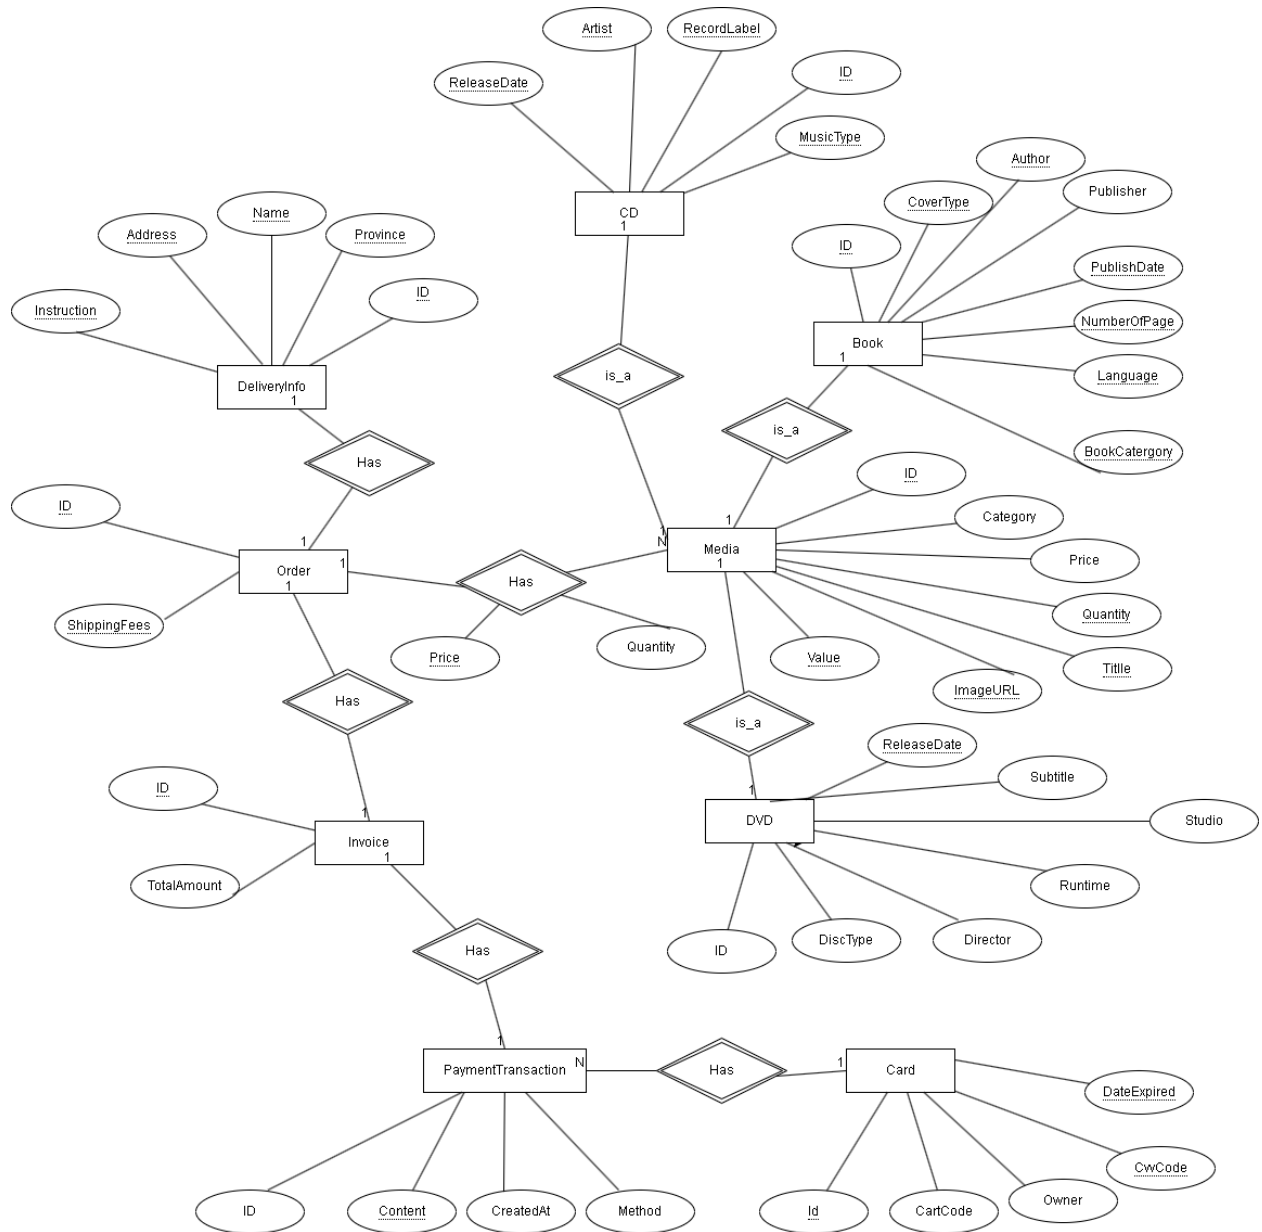 Artist
RecordLabel
ReleaseDate
ID
MusicType
CD
1
Author
Publisher
CoverType
ID
PublishDate
NumberOfPage
Language
BookCatergory
Book
1
Name
Address
Province
ID
Instruction
DeliveryInfo
1
is_a
is_a
Has
ID
ShippingFees
1
Order
1
1
Has
Price
Quantity
1
N
1
Media
1
ID
Category
Price
Quantity
Titlle
ImageURL
Value
Has
is_a
ID
TotalAmount
1
Invoice
1
ReleaseDate
Subtitle
Studio
Runtime
Director
DiscType
ID
1
DVD
Has
1
PaymentTransaction
N
Has
1
Card
DateExpired
CvvCode
Owner
CartCode
Id
ID
Content
CreatedAt
Method